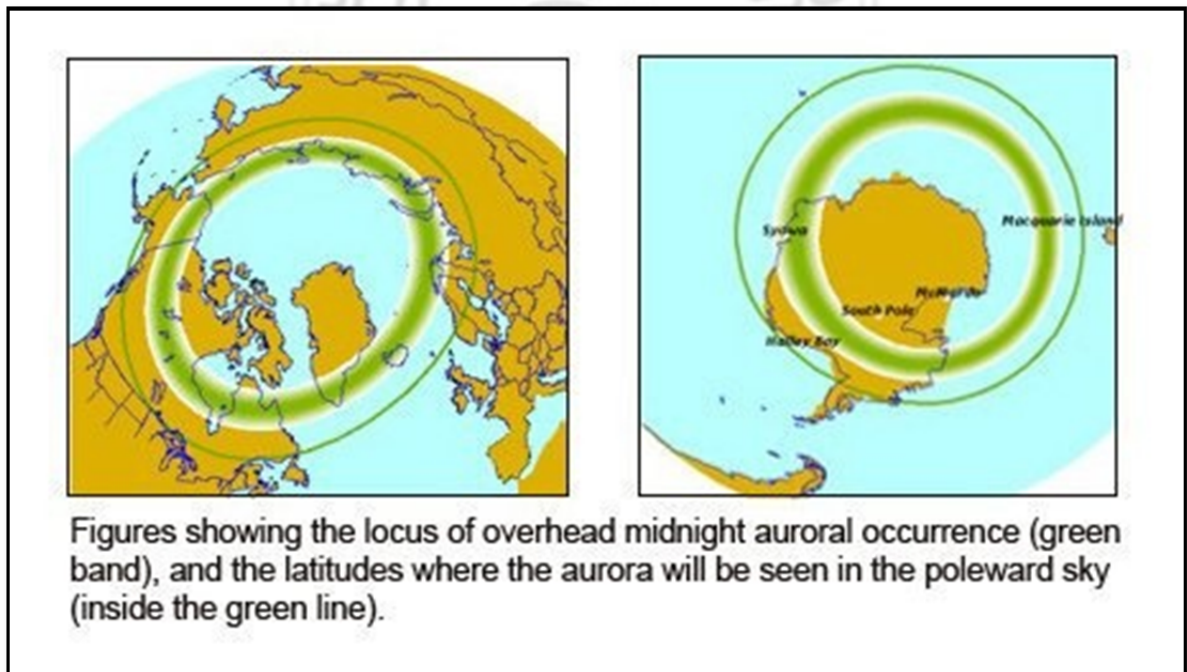 Syowa
Macquarie Island
McMurdo
South Pole
Halley Bay
Figures showing the locus of overhead midnight auroral occurrence (green
band), and the latitudes where the aurora will be seen in the poleward sky
(inside the green line).